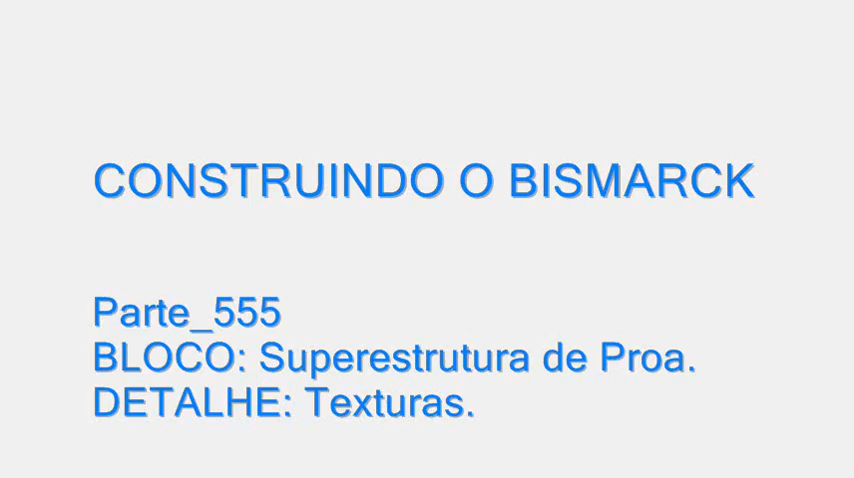 CONSTRUINDO O BISMARCK
Parte_555
BLOCO: Superestrutura de Proa.
DETALHE: Texturas.